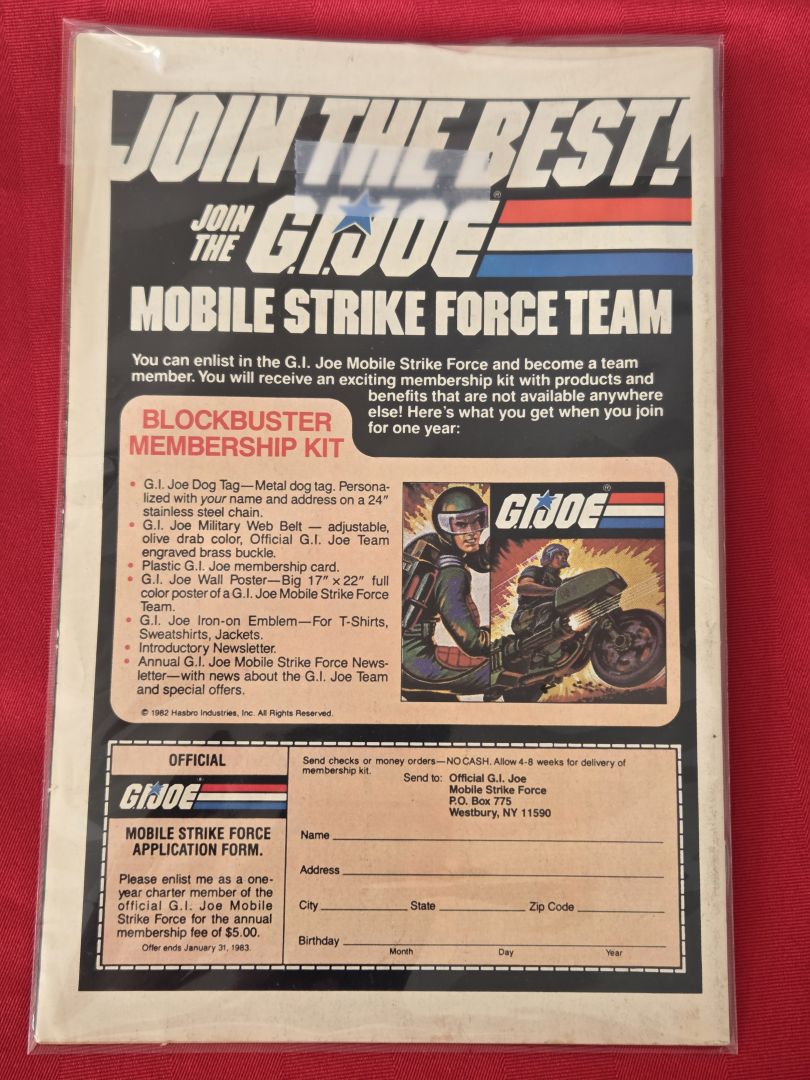 JOIN THE BEST!
JOIN
THE
G.I. JOE®
MOBILE STRIKE FORCE TEAM
You can enlist in the G.I. Joe Mobile Strike Force and become a team
member. You will receive an exciting membership kit with products and
benefits that are not available anywhere
else! Here's what you get when you join
for one year:
BLOCKBUSTER
MEMBERSHIP KIT
• G.I. Joe Dog Tag—Metal dog tag. Persona-
lized with your name and address on a 24"
stainless steel chain.
• G.I. Joe Military Web Belt — adjustable,
olive drab color, Official G.I. Joe Team
engraved brass buckle.
• Plastic G.I. Joe membership card.
• G.I. Joe Wall Poster—Big 17" x 22" full
color poster of a G.I. Joe Mobile Strike Force
Team.
• G.I. Joe Iron-on Emblem—For T-Shirts,
Sweatshirts, Jackets.
• Introductory Newsletter.
• Annual G.I. Joe Mobile Strike Force News-
letter—with news about the G.I. Joe Team
and special offers.
© 1982 Hasbro Industries, Inc. All Rights Reserved.
GIJOE®
OFFICIAL
GIJOE
MOBILE STRIKE FORCE
APPLICATION FORM.
Please enlist me as a one-
year charter member of the
official G.I. Joe Mobile
Strike Force for the annual
membership fee of $5.00.
Offer ends January 31, 1983.
Send checks or money orders—NO CASH. Allow 4-8 weeks for delivery of
membership kit.
Send to: Official G.I. Joe
Mobile Strike Force
P.O. Box 775
Westbury, NY 11590
Name
Address
City State Zip Code
Birthday
Month Day Year